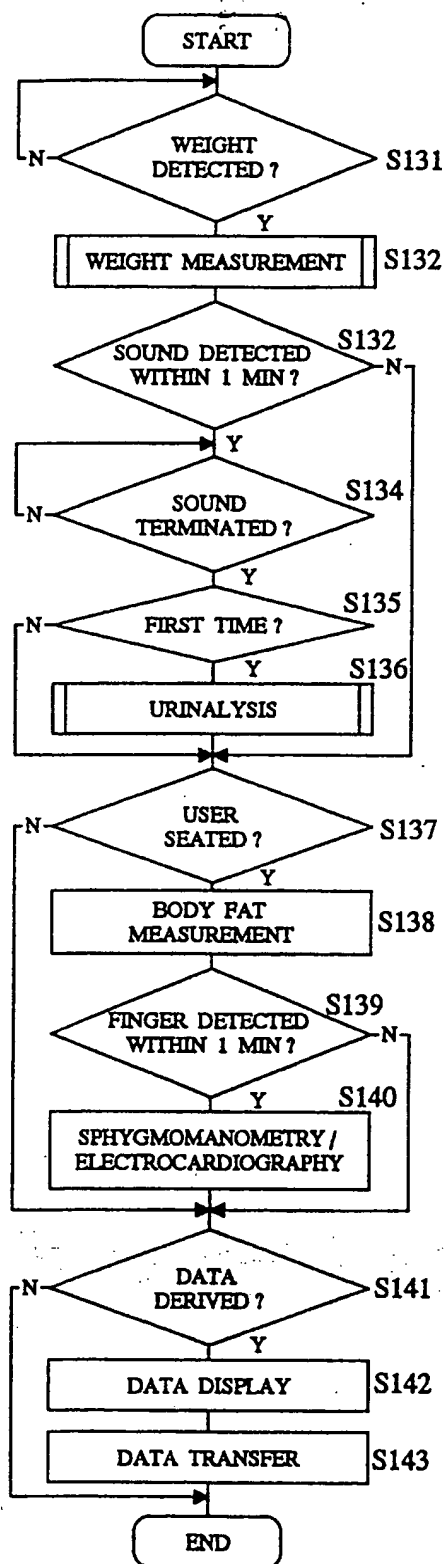 START
WEIGHT
DETECTED ?
N
S131
Y
WEIGHT MEASUREMENT
S132
S132
SOUND DETECTED
WITHIN 1 MIN ?
N
Y
S134
SOUND
TERMINATED ?
N
Y
S135
N
FIRST TIME ?
Y
S136
URINALYSIS
N
USER
SEATED ?
S137
Y
BODY FAT
MEASUREMENT
S138
S139
FINGER DETECTED
WITHIN 1 MIN ?
N
Y
S140
SPHYGMOMANOMETRY /
ELECTROCARDIOGRAPHY
N
DATA
DERIVED ?
S141
Y
DATA DISPLAY
S142
DATA TRANSFER
S143
END